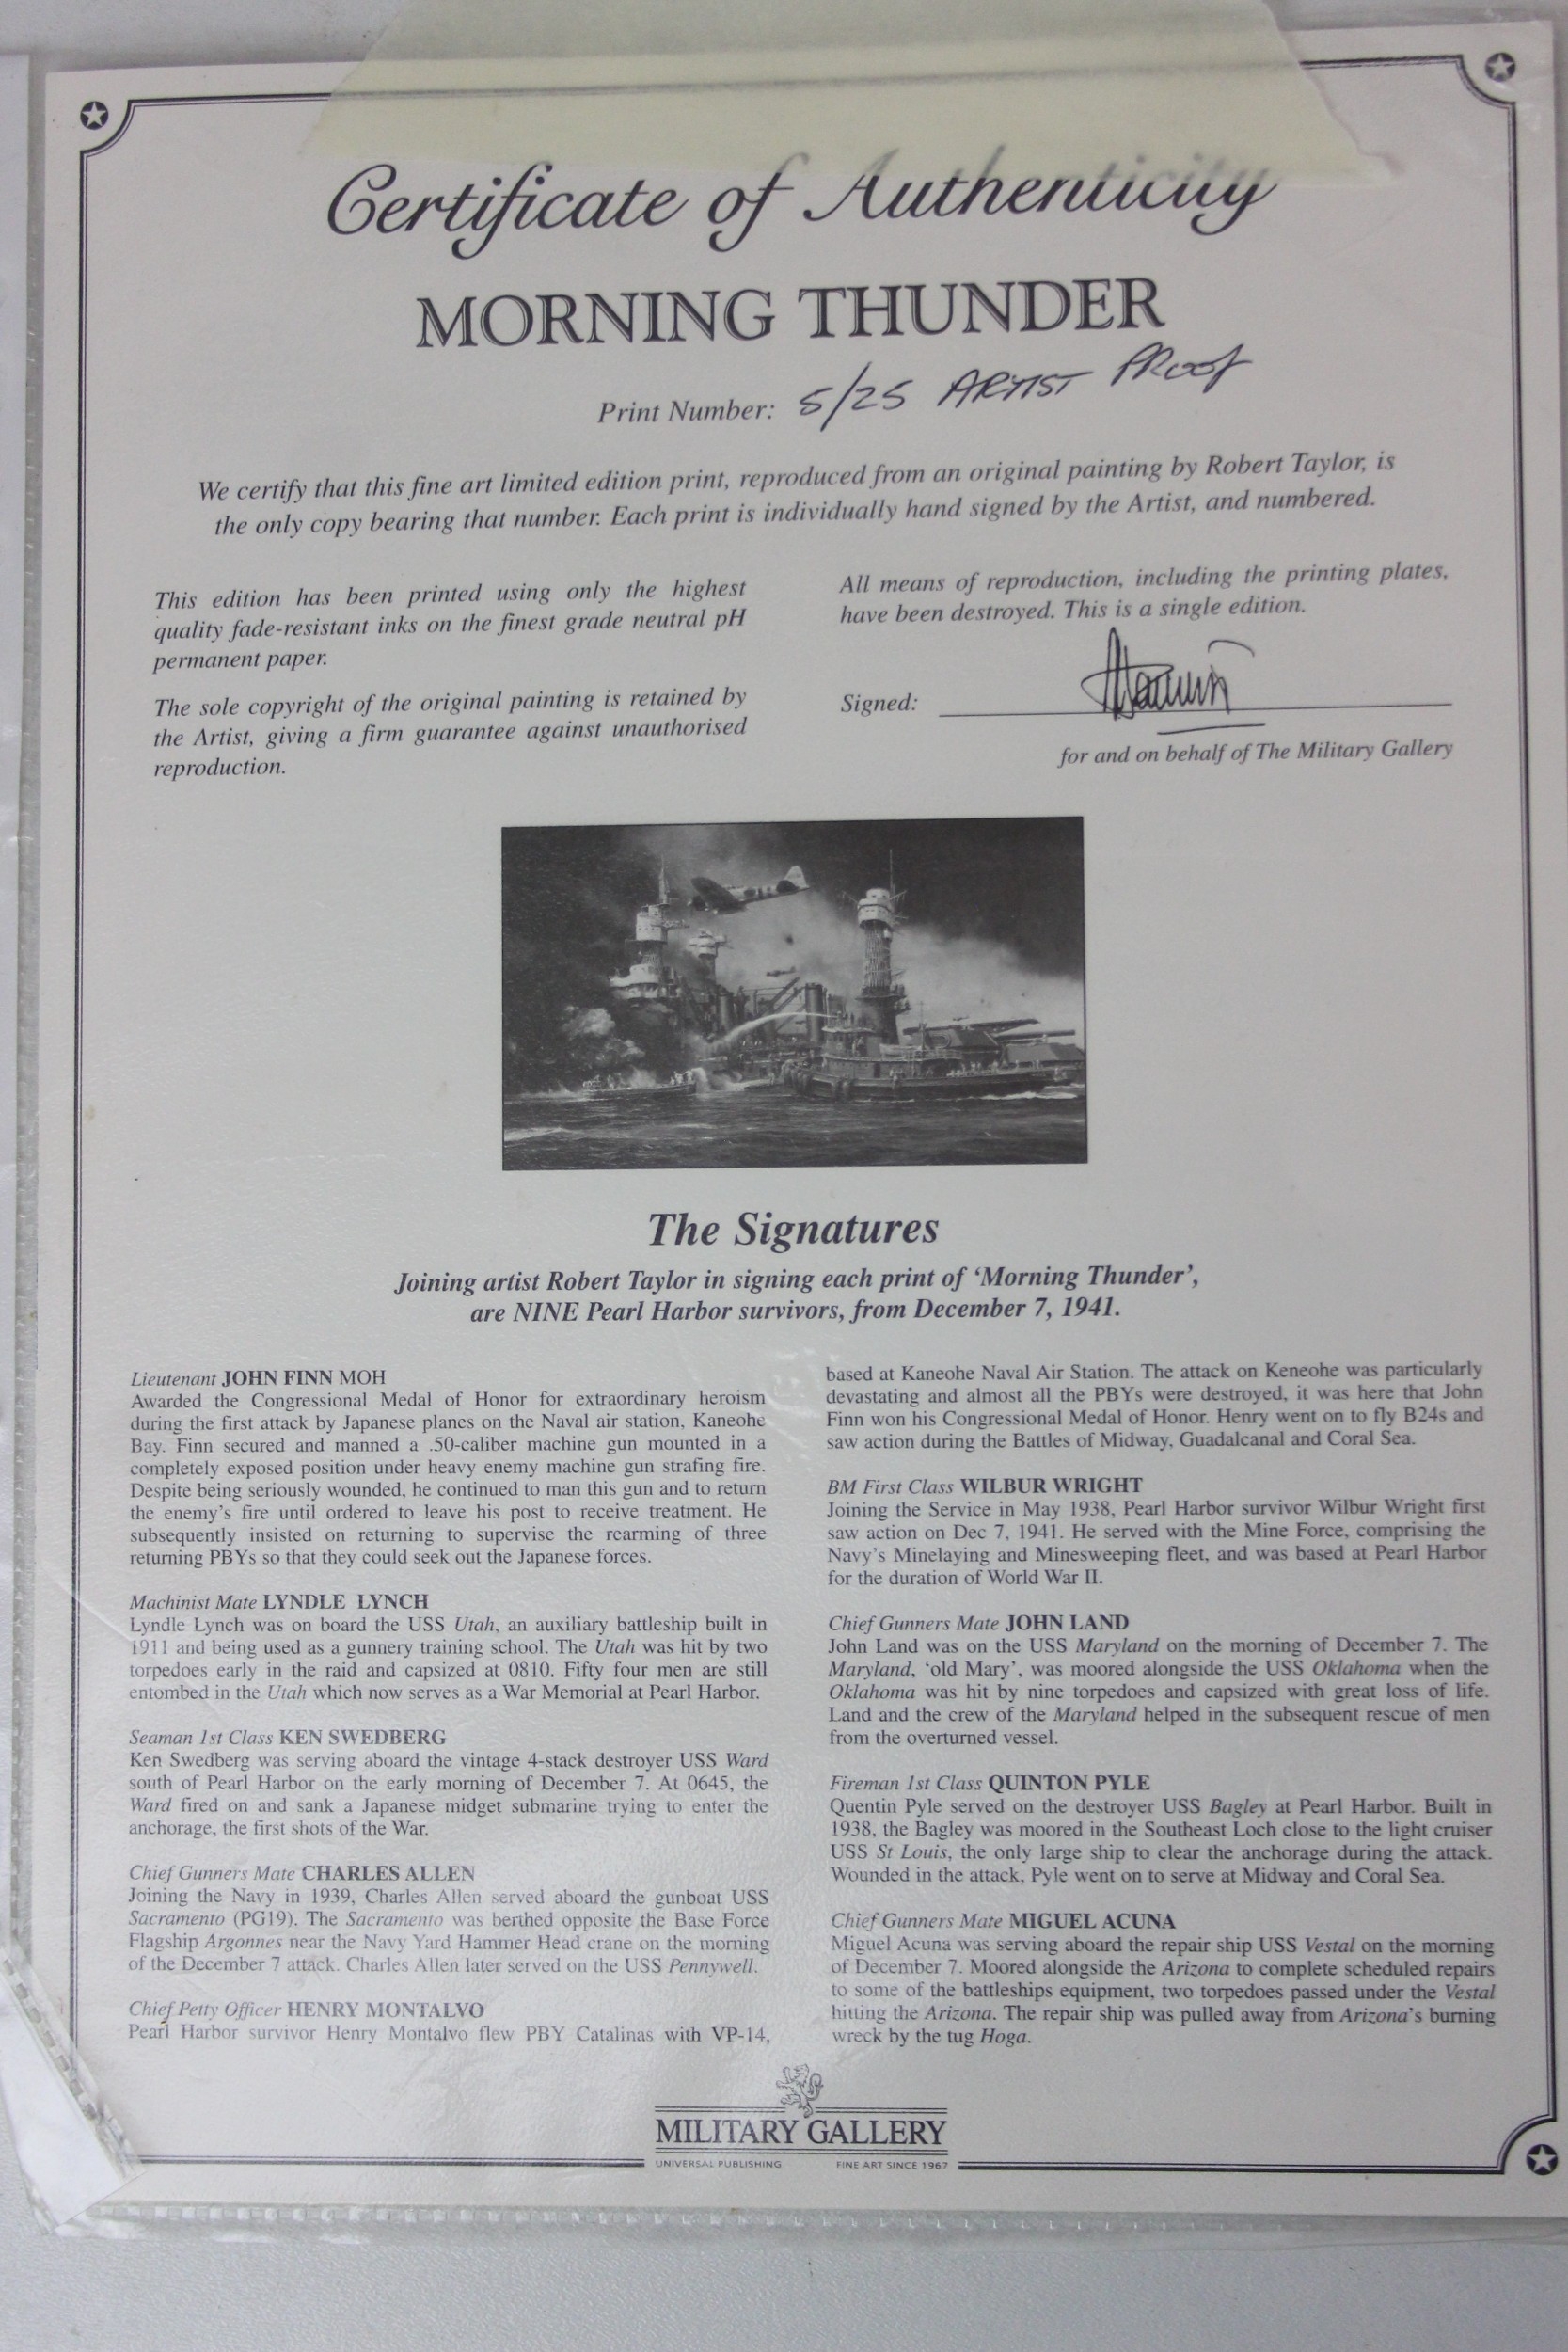 Certificate of Authenticity
MORNING THUNDER
Print Number: 5/25 ARTIST PROOF
We certify that this fine art limited edition print, reproduced from an original painting by Robert Taylor, is
the only copy bearing that number. Each print is individually hand signed by the Artist, and numbered.
This edition has been printed using only the highest
quality fade-resistant inks on the finest grade neutral pH
permanent paper.
The sole copyright of the original painting is retained by
the Artist, giving a firm guarantee against unauthorised
reproduction.
All means of reproduction, including the printing plates,
have been destroyed. This is a single edition.
Signed:
for and on behalf of The Military Gallery
The Signatures
Joining artist Robert Taylor in signing each print of ‘Morning Thunder’,
are NINE Pearl Harbor survivors, from December 7, 1941.
Lieutenant JOHN FINN MOH
Awarded the Congressional Medal of Honor for extraordinary heroism
during the first attack by Japanese planes on the Naval air station, Kaneohe
Bay. Finn secured and manned a .50-caliber machine gun mounted in a
completely exposed position under heavy enemy machine gun strafing fire.
Despite being seriously wounded, he continued to man this gun and to return
the enemy’s fire until ordered to leave his post to receive treatment. He
subsequently insisted on returning to supervise the rearming of three
returning PBYs so that they could seek out the Japanese forces.
Machinist Mate LYNDLE LYNCH
Lyndle Lynch was on board the USS Utah, an auxiliary battleship built in
1911 and being used as a gunnery training school. The Utah was hit by two
torpedoes early in the raid and capsized at 0810. Fifty four men are still
entombed in the Utah which now serves as a War Memorial at Pearl Harbor.
Seaman 1st Class KEN SWEDBERG
Ken Swedberg was serving aboard the vintage 4-stack destroyer USS Ward
south of Pearl Harbor on the early morning of December 7. At 0645, the
Ward fired on and sank a Japanese midget submarine trying to enter the
anchorage, the first shots of the War.
Chief Gunners Mate CHARLES ALLEN
Joining the Navy in 1939, Charles Allen served aboard the gunboat USS
Sacramento (PG19). The Sacramento was berthed opposite the Base Force
Flagship Argonnes near the Navy Yard Hammer Head crane on the morning
of the December 7 attack. Charles Allen later served on the USS Pennywell.
Chief Petty Officer HENRY MONTALVO
Pearl Harbor survivor Henry Montalvo flew PBY Catalinas with VP-14,
based at Kaneohe Naval Air Station. The attack on Keneohe was particularly
devastating and almost all the PBYs were destroyed, it was here that John
Finn won his Congressional Medal of Honor. Henry went on to fly B24s and
saw action during the Battles of Midway, Guadalcanal and Coral Sea.
BM First Class WILBUR WRIGHT
Joining the Service in May 1938, Pearl Harbor survivor Wilbur Wright first
saw action on Dec 7, 1941. He served with the Mine Force, comprising the
Navy’s Minelaying and Minesweeping fleet, and was based at Pearl Harbor
for the duration of World War II.
Chief Gunners Mate JOHN LAND
John Land was on the USS Maryland on the morning of December 7. The
Maryland, ‘old Mary’, was moored alongside the USS Oklahoma when the
Oklahoma was hit by nine torpedoes and capsized with great loss of life.
Land and the crew of the Maryland helped in the subsequent rescue of men
from the overturned vessel.
Fireman 1st Class QUINTON PYLE
Quentin Pyle served on the destroyer USS Bagley at Pearl Harbor. Built in
1938, the Bagley was moored in the Southeast Loch close to the light cruiser
USS St Louis, the only large ship to clear the anchorage during the attack.
Wounded in the attack, Pyle went on to serve at Midway and Coral Sea.
Chief Gunners Mate MIGUEL ACUNA
Miguel Acuna was serving aboard the repair ship USS Vestal on the morning
of December 7. Moored alongside the Arizona to complete scheduled repairs
to some of the battleships equipment, two torpedoes passed under the Vestal
hitting the Arizona. The repair ship was pulled away from Arizona’s burning
wreck by the tug Hoga.
MILITARY GALLERY
UNIVERSAL PUBLISHING FINE ART SINCE 1967